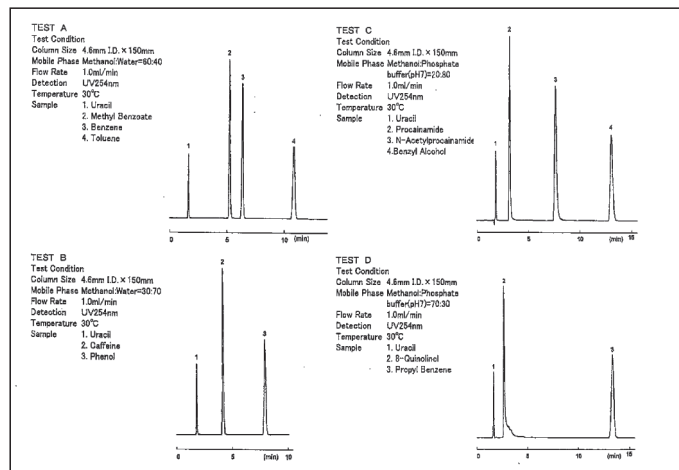 TEST A
Test Condition
Column Size 4.6mm I.D. × 150mm
Mobile Phase Methanol:Water=60:40
Flow Rate 1.0ml/min
Detection UV254nm
Temperature 30°C
Sample 1. Uracil
2. Methyl Benzoate
3. Benzene
4. Toluene
1
2
3
4
0 5 10 (min)
TEST B
Test Condition
Column Size 4.6mm I.D. × 150mm
Mobile Phase Methanol:Water=30:70
Flow Rate 1.0ml/min
Detection UV254nm
Temperature 30°C
Sample 1. Uracil
2. Caffeine
3. Phenol
1
2
3
0 5 (min) 10
TEST C
Test Condition
Column Size 4.6mm I.D. × 150mm
Mobile Phase Methanol:Phosphate
buffer(pH7)=20:80
Flow Rate 1.0ml/min
Detection UV254nm
Temperature 30°C
Sample 1. Uracil
2. Procainamide
3. N-Acetylprocainamide
4.Benzyl Alcohol
1
2
3
4
0 5 10 (min) 15
TEST D
Test Condition
Column Size 4.6mm I.D. × 150mm
Mobile Phase Methanol:Phosphate
buffer(pH7)=70:30
Flow Rate 1.0ml/min
Detection UV254nm
Temperature 30°C
Sample 1. Uracil
2. 8-Quinolinol
3. Propyl Benzene
1
2
3
0 5 10 (min) 15